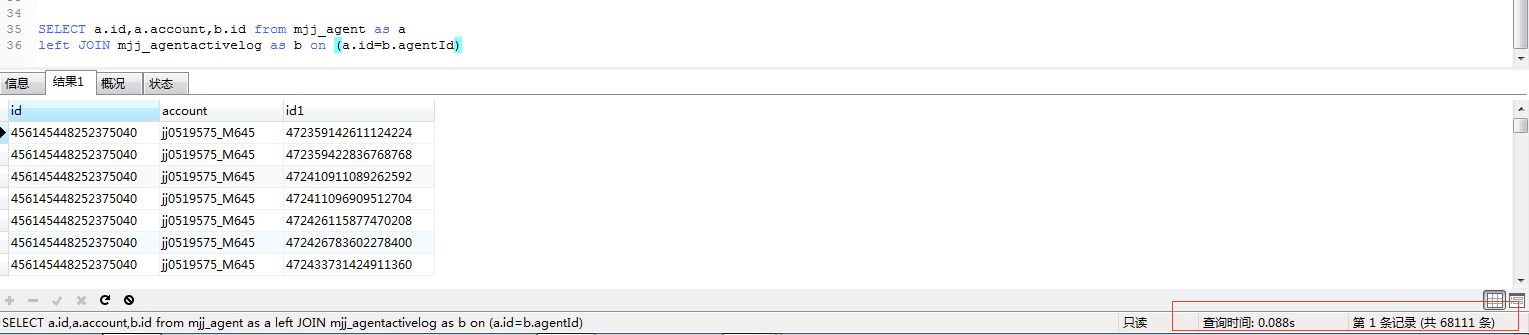 34
35 SELECT a.id,a.account,b.id from mjj_agent as a
36 left JOIN mjj_agentactivelog as b on (a.id=b.agentId)
信息 结果1 概况 状态
id account id1
456145448252375040 jj0519575_M645 472359142611124224
456145448252375040 jj0519575_M645 472359422836768768
456145448252375040 jj0519575_M645 472410911089262592
456145448252375040 jj0519575_M645 472411096909512704
456145448252375040 jj0519575_M645 472426115877470208
456145448252375040 jj0519575_M645 472426783602278400
456145448252375040 jj0519575_M645 472433731424911360
SELECT a.id,a.account,b.id from mjj_agent as a left JOIN mjj_agentactivelog as b on (a.id=b.agentId) 只读 查询时间: 0.088s 第 1 条记录 (共 68111 条)